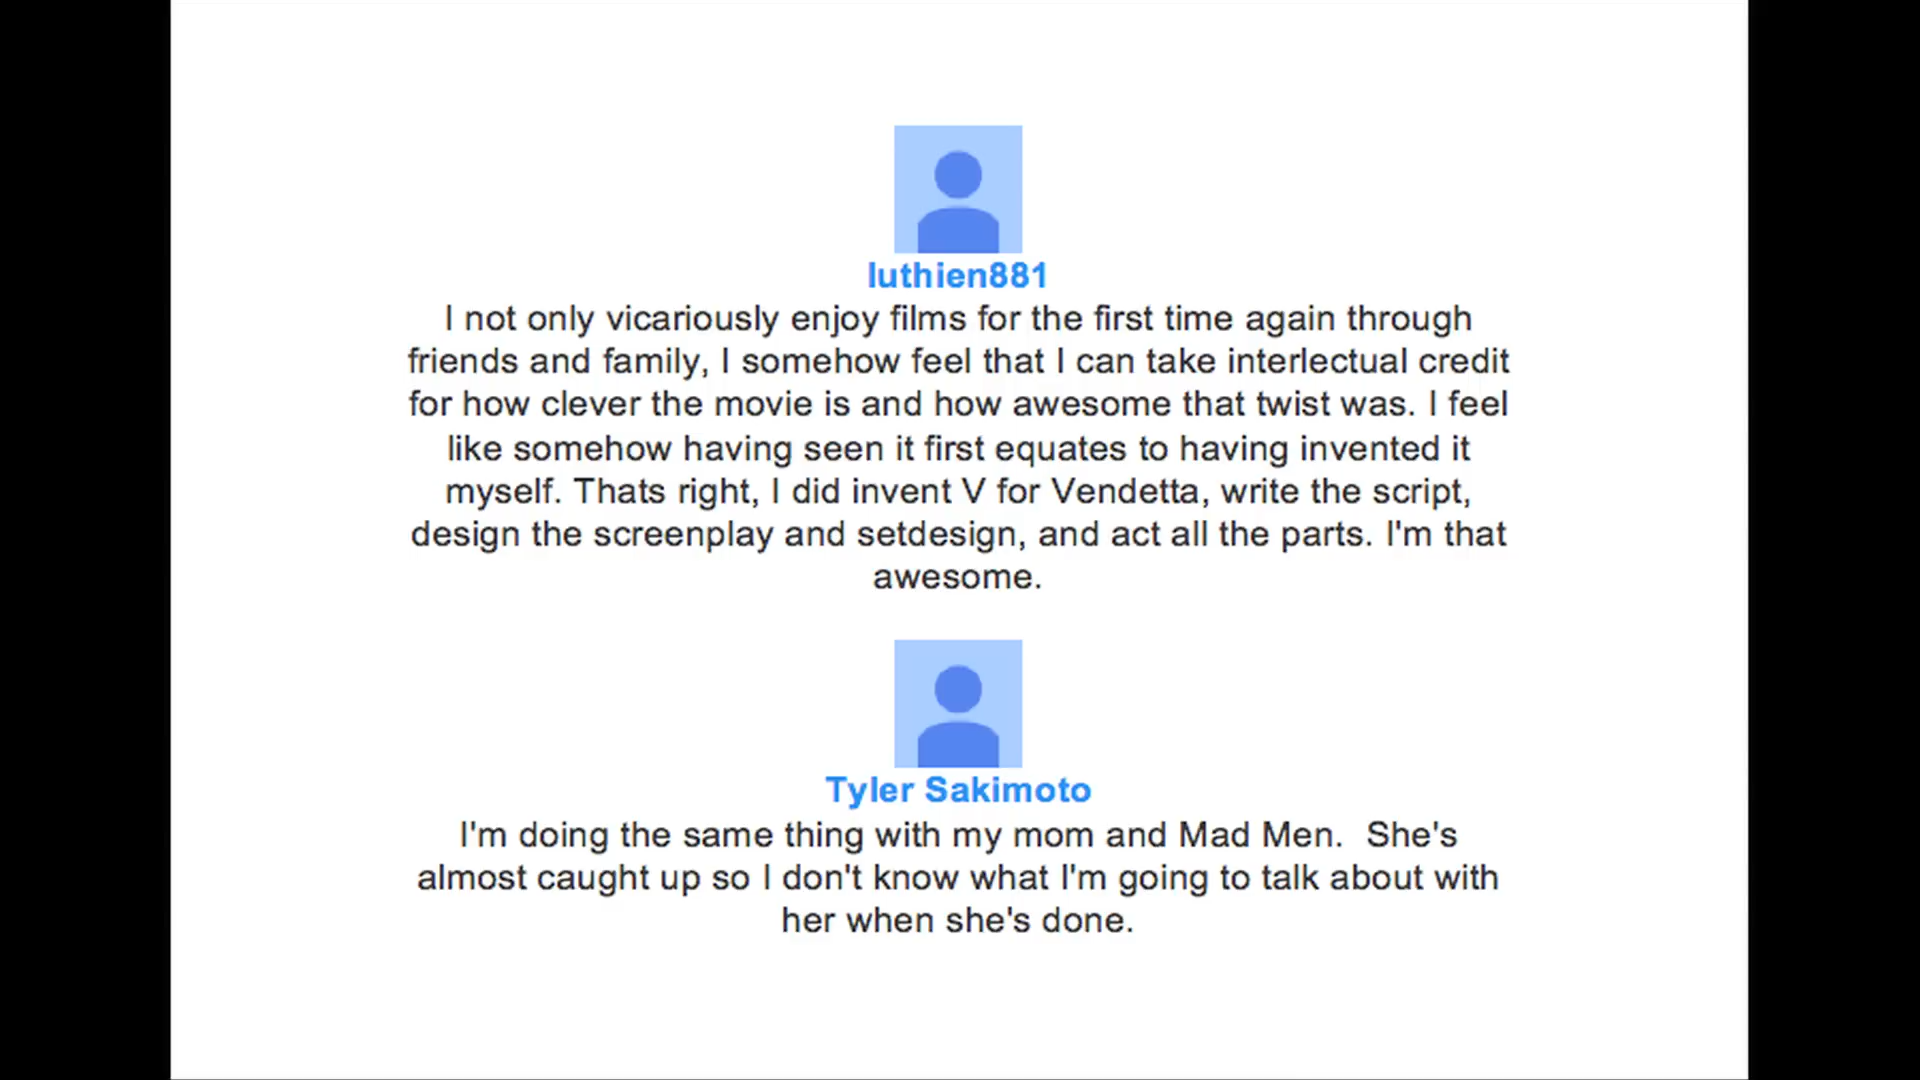 luthien881
I not only vicariously enjoy films for the first time again through
friends and family, I somehow feel that I can take interlectual credit
for how clever the movie is and how awesome that twist was. I feel
like somehow having seen it first equates to having invented it
myself. Thats right, I did invent V for Vendetta, write the script,
design the screenplay and setdesign, and act all the parts. I'm that
awesome.
Tyler Sakimoto
I'm doing the same thing with my mom and Mad Men.  She's
almost caught up so I don't know what I'm going to talk about with
her when she's done.